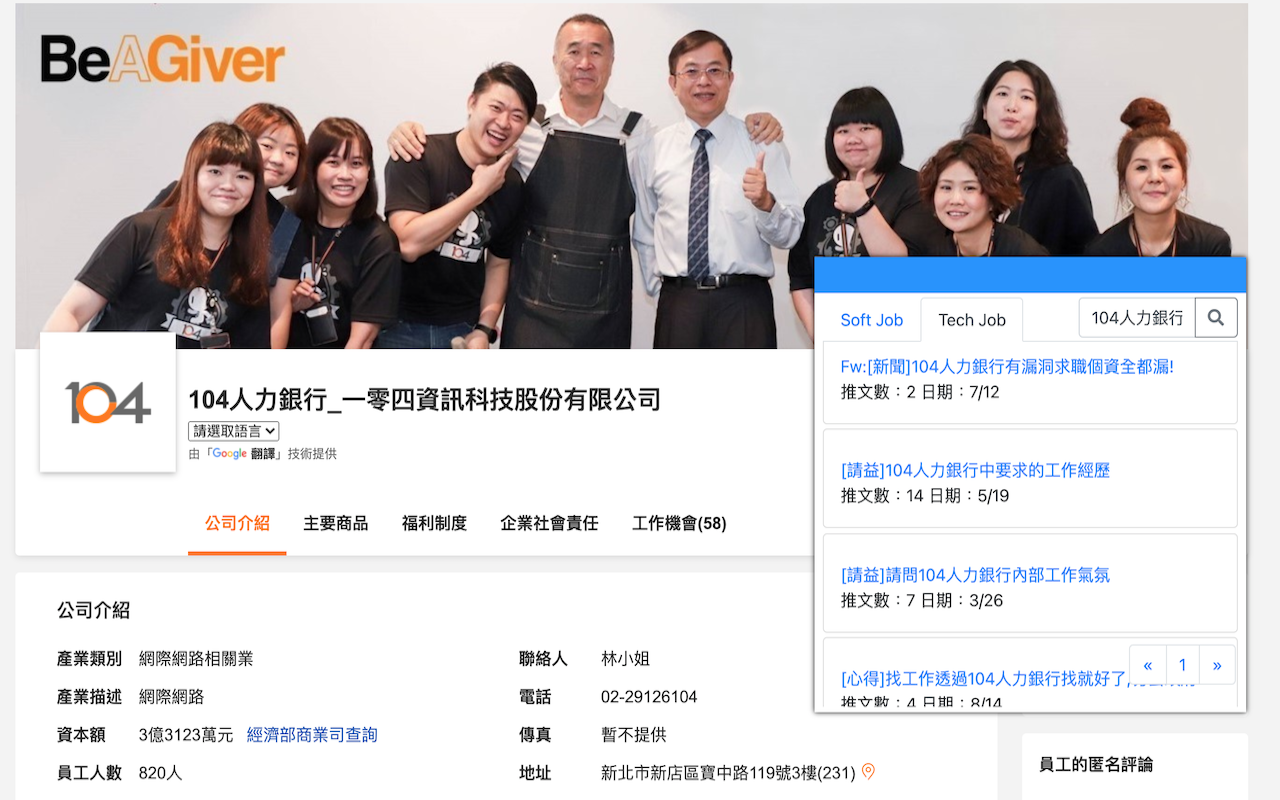 BeAGiver
104
104人力銀行_一零四資訊科技股份有限公司
請選取語言
由「Google 翻譯」技術提供
公司介紹 主要商品 福利制度 企業社會責任 工作機會(58)
公司介紹
產業類別 網際網路相關業
產業描述 網際網路
資本額 3億3123萬元 經濟部商業司查詢
員工人數 820人
聯絡人 林小姐
電話 02-29126104
傳真 暫不提供
地址 新北市新店區寶中路119號3樓(231)
Soft Job Tech Job 104人力銀行
Fw:[新聞]104人力銀行有漏洞求職個資全都漏!
推文數：2 日期：7/12
[請益]104人力銀行中要求的工作經歷
推文數：14 日期：5/19
[請益]請問104人力銀行內部工作氣氛
推文數：7 日期：3/26
[心得]找工作透過104人力銀行找就好了,
推文數：4 日期：8/14
« 1 »
員工的匿名評論